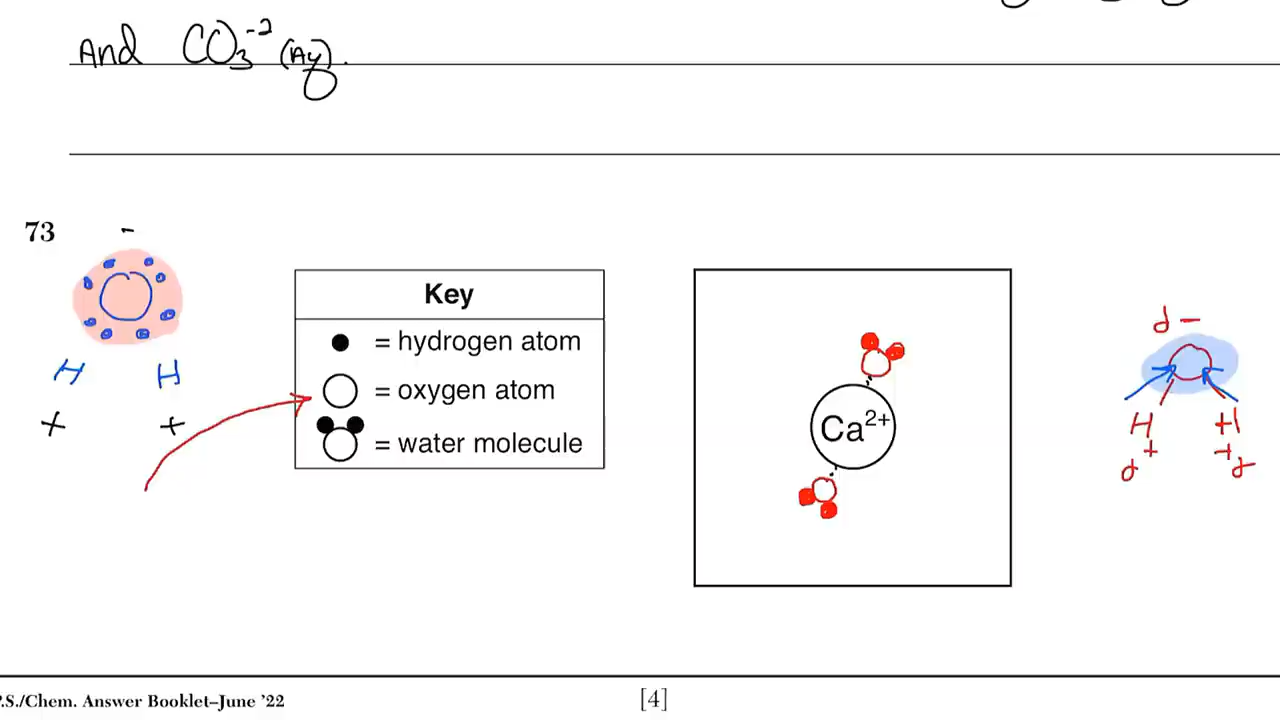 And CO₃⁻² (Aq).
73
-
H H
+ +
Key
= hydrogen atom
= oxygen atom
= water molecule
Ca²⁺
d -
H H
+ +
d d
P.S./Chem. Answer Booklet–June ’22
[4]